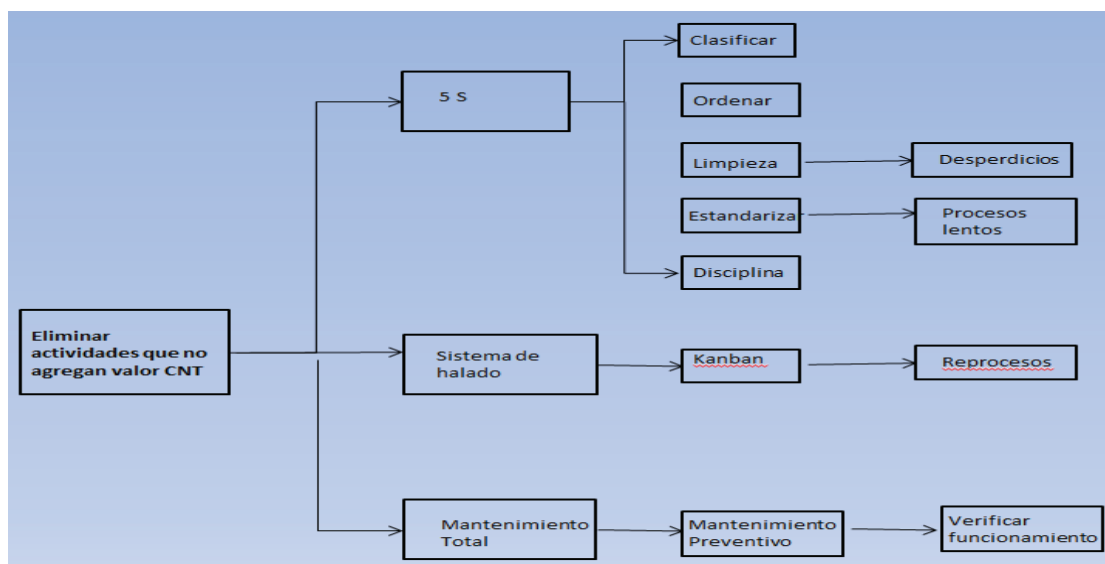 Clasificar
5 S
Ordenar
Limpieza
Desperdicios
Estandariza
Procesos
lentos
Disciplina
Eliminar
actividades que no
agregan valor CNT
Sistema de
halado
Kanban
Reprocesos
Mantenimiento
Total
Mantenimiento
Preventivo
Verificar
funcionamiento